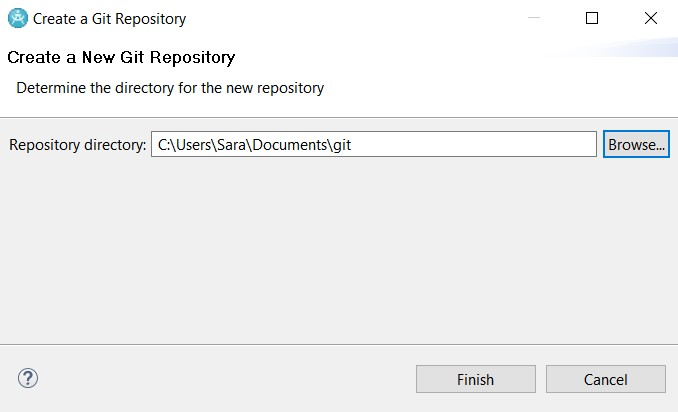 Create a Git Repository
Create a New Git Repository
Determine the directory for the new repository
Repository directory: C:\Users\Sara\Documents\git Browse...
? Finish Cancel